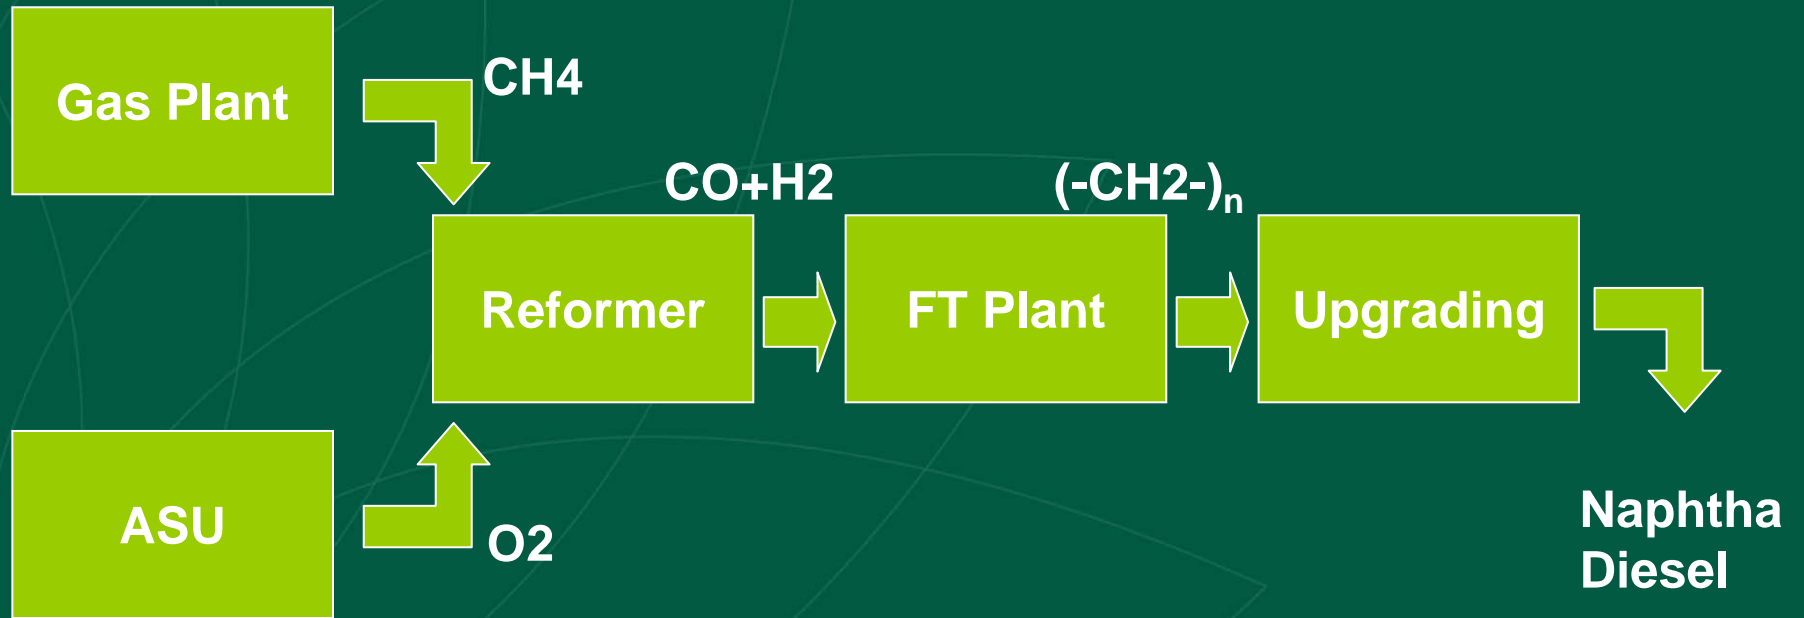 Gas Plant
CH4
CO+H2
(-CH2-)n
Reformer
FT Plant
Upgrading
ASU
O2
Naphtha
Diesel